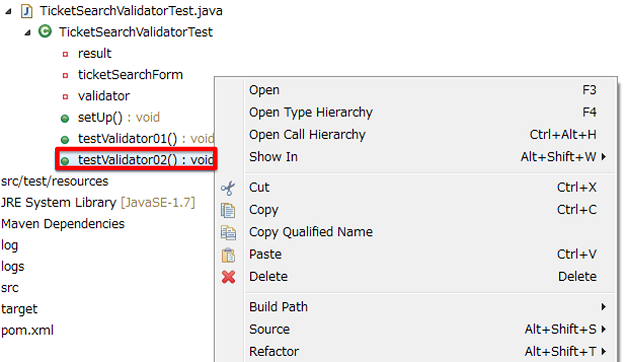 TicketSearchValidatorTest.java
TicketSearchValidatorTest
result
ticketSearchForm
validator
setUp() : void
testValidator01() : void
testValidator02() : void
src/test/resources
JRE System Library [JavaSE-1.7]
Maven Dependencies
log
logs
src
target
pom.xml
Open F3
Open Type Hierarchy F4
Open Call Hierarchy Ctrl+Alt+H
Show In Alt+Shift+W
Cut Ctrl+X
Copy Ctrl+C
Copy Qualified Name
Paste Ctrl+V
Delete Delete
Build Path
Source Alt+Shift+S
Refactor Alt+Shift+T